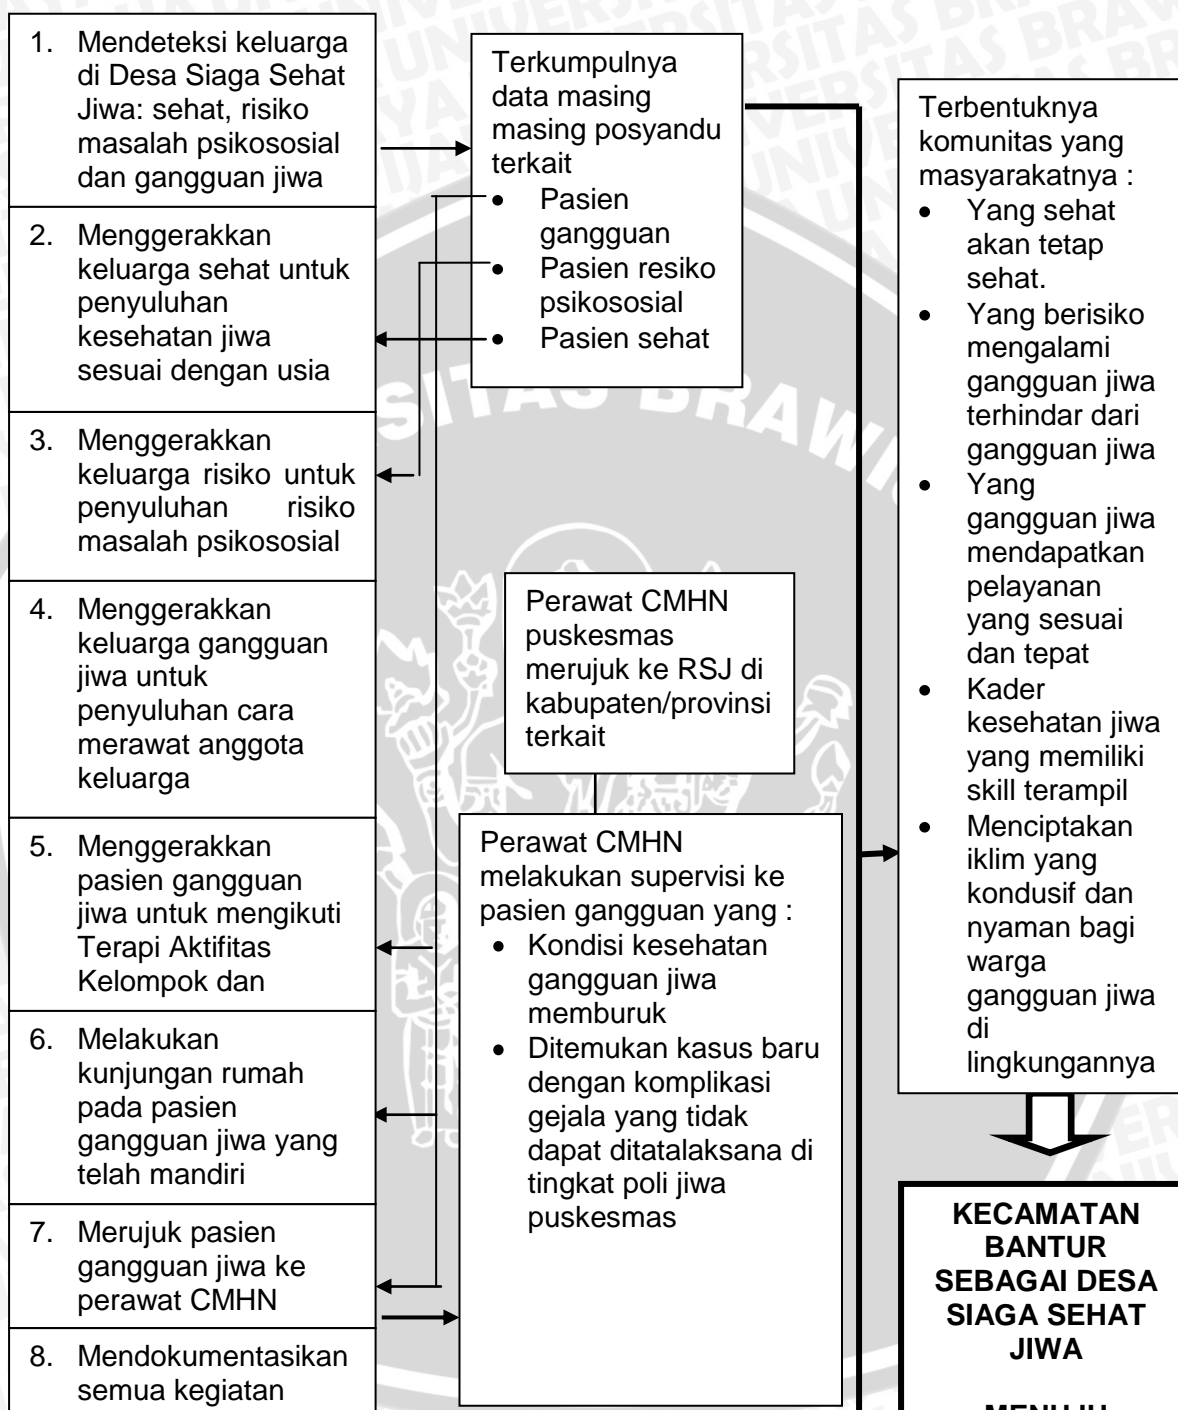 1. Mendeteksi keluarga
di Desa Siaga Sehat
Jiwa: sehat, risiko
masalah psikososial
dan gangguan jiwa
2. Menggerakkan
keluarga sehat untuk
penyuluhan
kesehatan jiwa
sesuai dengan usia
3. Menggerakkan
keluarga risiko untuk
penyuluhan risiko
masalah psikososial
4. Menggerakkan
keluarga gangguan
jiwa untuk
penyuluhan cara
merawat anggota
keluarga
5. Menggerakkan
pasien gangguan
jiwa untuk mengikuti
Terapi Aktifitas
Kelompok dan
6. Melakukan
kunjungan rumah
pada pasien
gangguan jiwa yang
telah mandiri
7. Merujuk pasien
gangguan jiwa ke
perawat CMHN
8. Mendokumentasikan
semua kegiatan
Terkumpulnya
data masing
masing posyandu
terkait
• Pasien
gangguan
• Pasien resiko
psikososial
• Pasien sehat
Perawat CMHN
puskesmas
merujuk ke RSJ di
kabupaten/provinsi
terkait
Perawat CMHN
melakukan supervisi ke
pasien gangguan yang :
• Kondisi kesehatan
gangguan jiwa
memburuk
• Ditemukan kasus baru
dengan komplikasi
gejala yang tidak
dapat ditatalaksana di
tingkat poli jiwa
puskesmas
Terbentuknya
komunitas yang
masyarakatnya :
• Yang sehat
akan tetap
sehat.
• Yang berisiko
mengalami
gangguan jiwa
terhindar dari
gangguan jiwa
• Yang
gangguan jiwa
mendapatkan
pelayanan
yang sesuai
dan tepat
• Kader
kesehatan jiwa
yang memiliki
skill terampil
• Menciptakan
iklim yang
kondusif dan
nyaman bagi
warga
gangguan jiwa
di
lingkungannya
KECAMATAN
BANTUR
SEBAGAI DESA
SIAGA SEHAT
JIWA
MENUJU